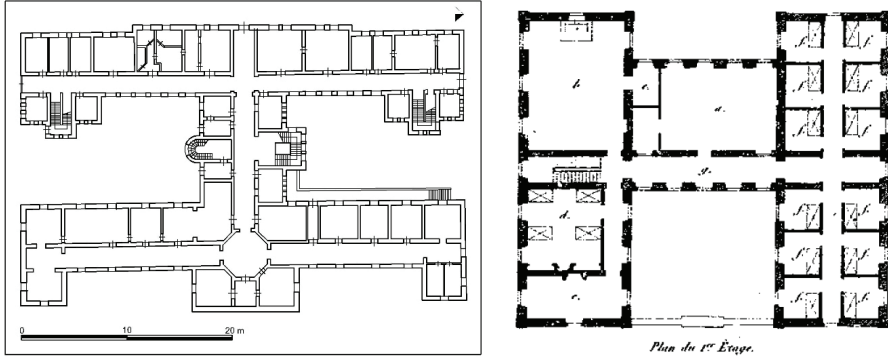 0 10 20 m
b.
c.
a.
g.
d.
e.
f. f.
f. f.
f. f.
f. f.
f. f.
f. f.
Plan du 1er Étage.